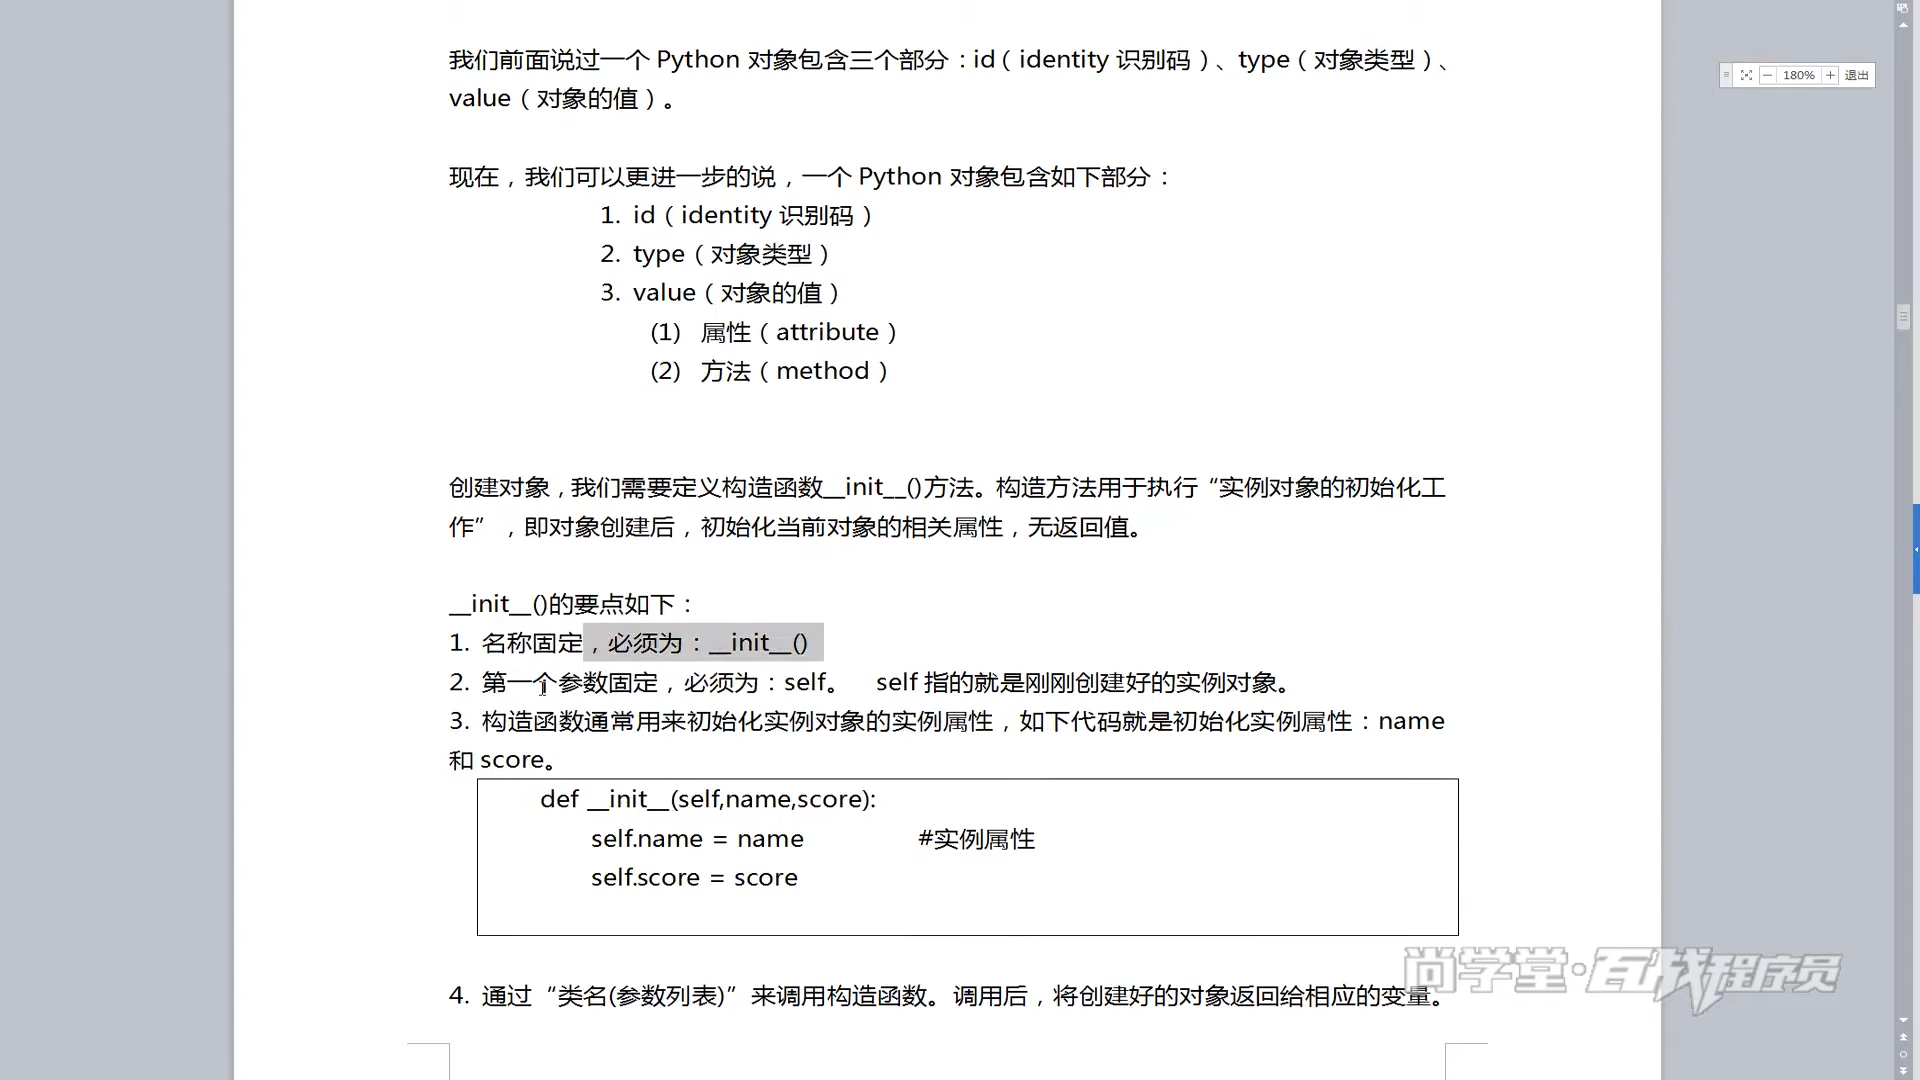 我们前面说过一个 Python 对象包含三个部分：id（identity 识别码）、type（对象类型）、
value（对象的值）。
180% 退出
现在，我们可以更进一步的说，一个 Python 对象包含如下部分：
1. id（identity 识别码）
2. type（对象类型）
3. value（对象的值）
(1) 属性（attribute）
(2) 方法（method）
创建对象，我们需要定义构造函数__init__()方法。构造方法用于执行“实例对象的初始化工
作”，即对象创建后，初始化当前对象的相关属性，无返回值。
__init__()的要点如下：
1. 名称固定，必须为：__init__()
2. 第一个参数固定，必须为：self。 self 指的就是刚刚创建好的实例对象。
3. 构造函数通常用来初始化实例对象的实例属性，如下代码就是初始化实例属性：name
和 score。
def __init__(self,name,score):
self.name = name #实例属性
self.score = score
尚学堂·百战程序员
4. 通过“类名(参数列表)”来调用构造函数。调用后，将创建好的对象返回给相应的变量。